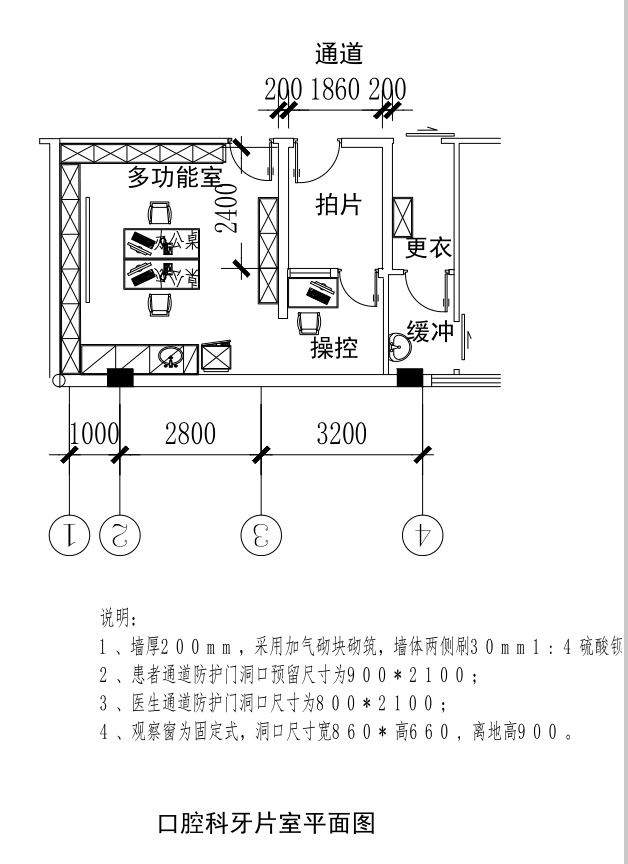 通道
200 1860 200
多功能室
2400
拍片
更衣
办公桌
办公桌
缓冲
操控
1000 2800 3200
1 2 3 4
说明：
1、墙厚200mm，采用加气砌块砌筑，墙体两侧刷30mm1：4硫酸钡
2、患者通道防护门洞口预留尺寸为900*2100；
3、医生通道防护门洞口尺寸为800*2100；
4、观察窗为固定式，洞口尺寸宽860*高660，离地高900。
口腔科牙片室平面图